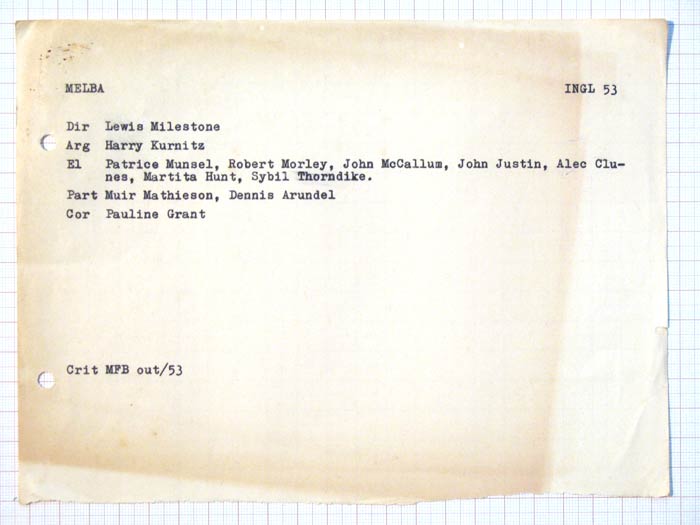 MELBA INGL 53
Dir Lewis Milestone
Arg Harry Kurnitz
El Patrice Munsel, Robert Morley, John McCallum, John Justin, Alec Clu-
nes, Martita Hunt, Sybil Thorndike.
Part Muir Mathieson, Dennis Arundel
Cor Pauline Grant
Crit MFB out/53